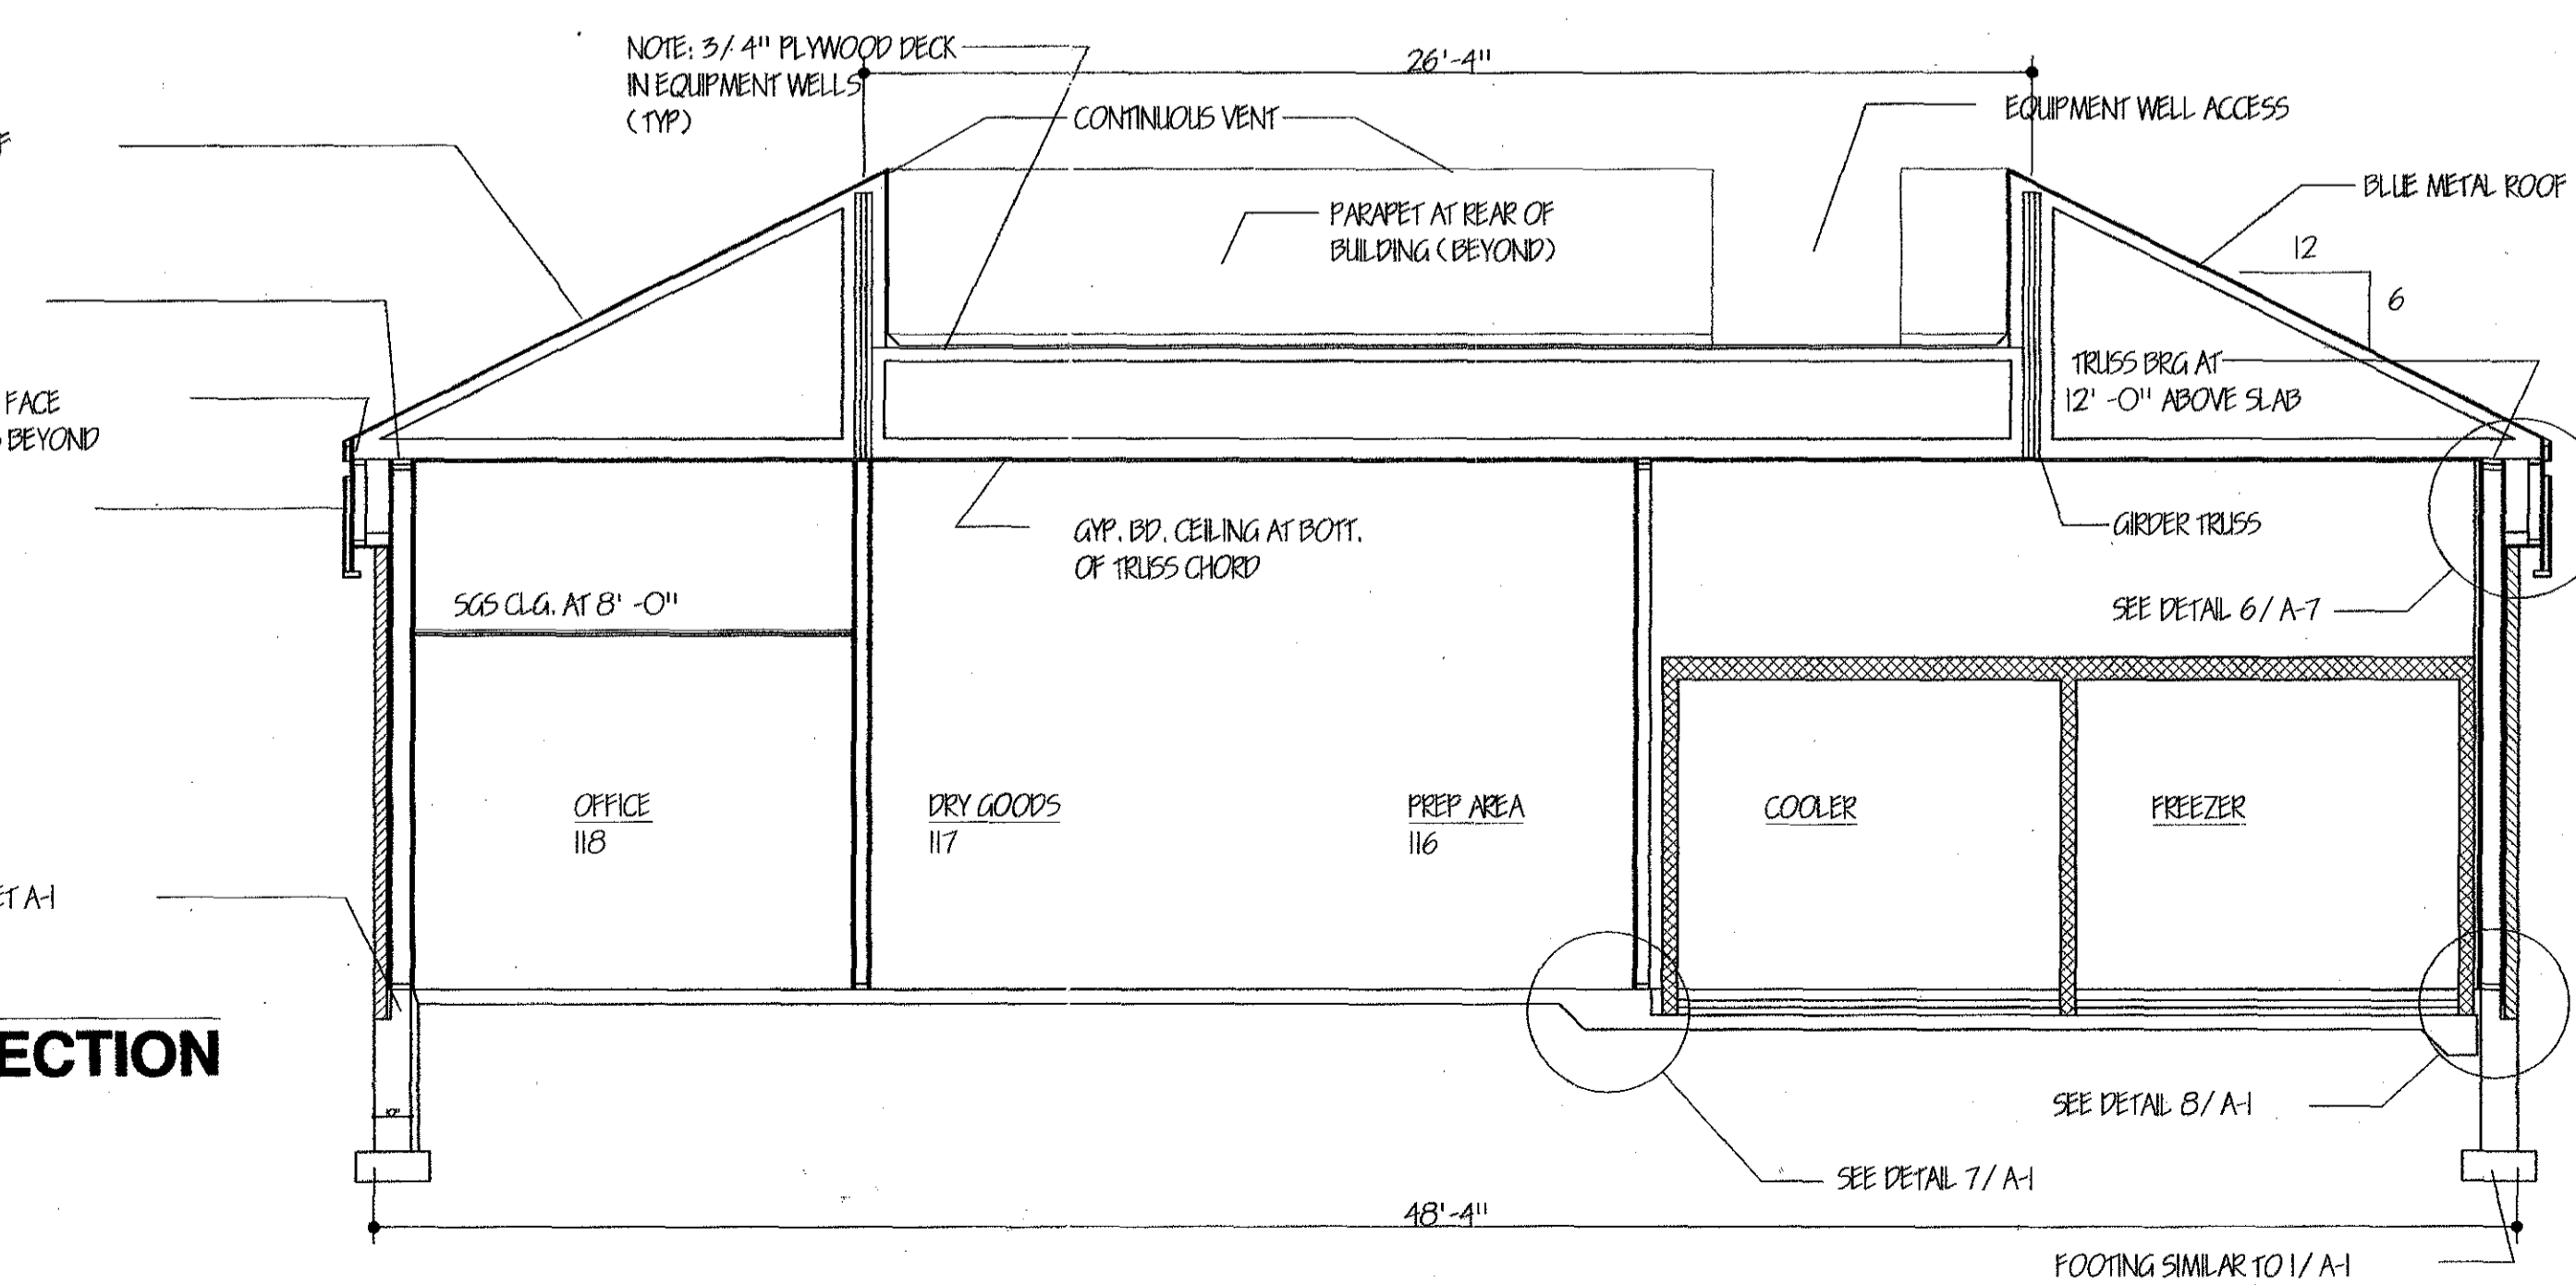 NOTE: 3/4" PLYWOOD DECK
IN EQUIPMENT WELLS
(TYP)
26'-4"
CONTINUOUS VENT
EQUIPMENT WELL ACCESS
F
BLUE METAL ROOF
PARAPET AT REAR OF
BUILDING (BEYOND)
12
6
TRUSS BRG AT
12'-0" ABOVE SLAB
FACE
BEYOND
GYP. BD. CEILING AT BOTT.
OF TRUSS CHORD
GIRDER TRUSS
SGS CLG. AT 8'-0"
SEE DETAIL 6/A-7
OFFICE
118
DRY GOODS
117
PREP AREA
116
COOLER
FREEZER
ET A-1
ECTION
10"
SEE DETAIL 8/A-1
SEE DETAIL 7/A-1
48'-4"
FOOTING SIMILAR TO 1/A-1